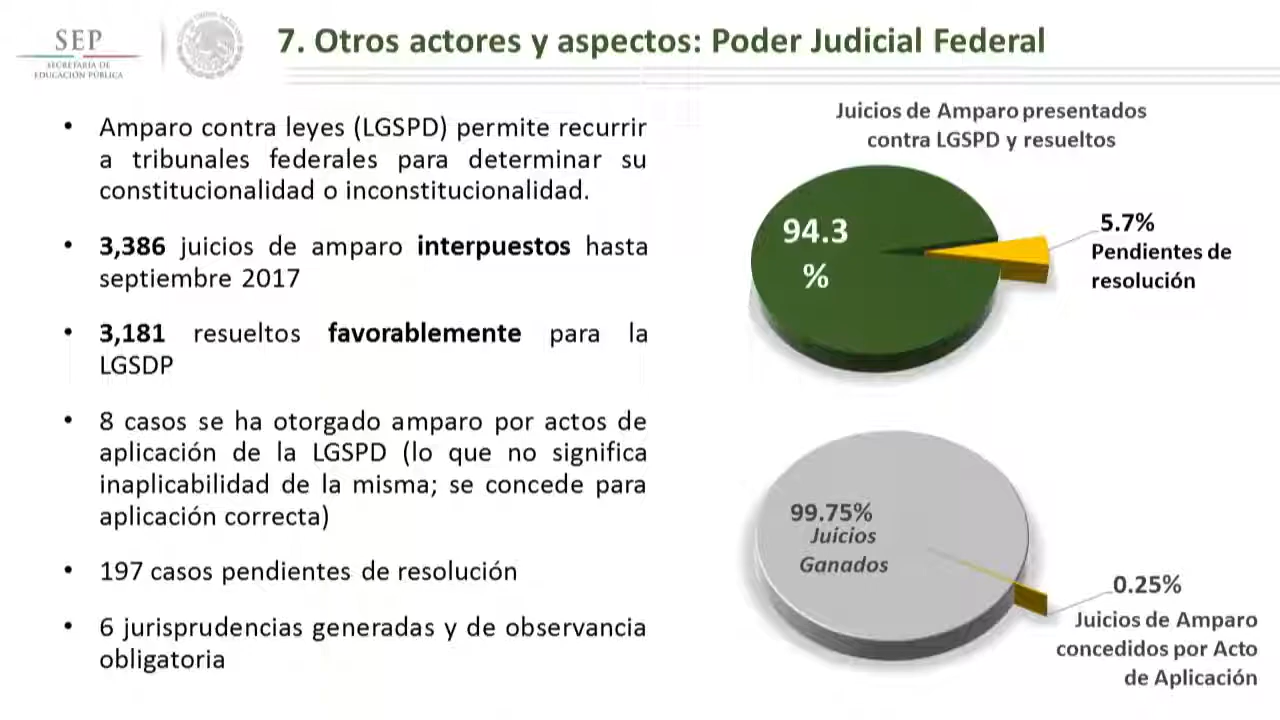 SEP
SECRETARÍA DE
EDUCACIÓN PÚBLICA
7. Otros actores y aspectos: Poder Judicial Federal
• Amparo contra leyes (LGSPD) permite recurrir
a tribunales federales para determinar su
constitucionalidad o inconstitucionalidad.
• 3,386 juicios de amparo interpuestos hasta
septiembre 2017
• 3,181 resueltos favorablemente para la
LGSDP
• 8 casos se ha otorgado amparo por actos de
aplicación de la LGSPD (lo que no significa
inaplicabilidad de la misma; se concede para
aplicación correcta)
• 197 casos pendientes de resolución
• 6 jurisprudencias generadas y de observancia
obligatoria
Juicios de Amparo presentados
contra LGSPD y resueltos
94.3
%
5.7%
Pendientes de
resolución
99.75%
Juicios
Ganados
0.25%
Juicios de Amparo
concedidos por Acto
de Aplicación